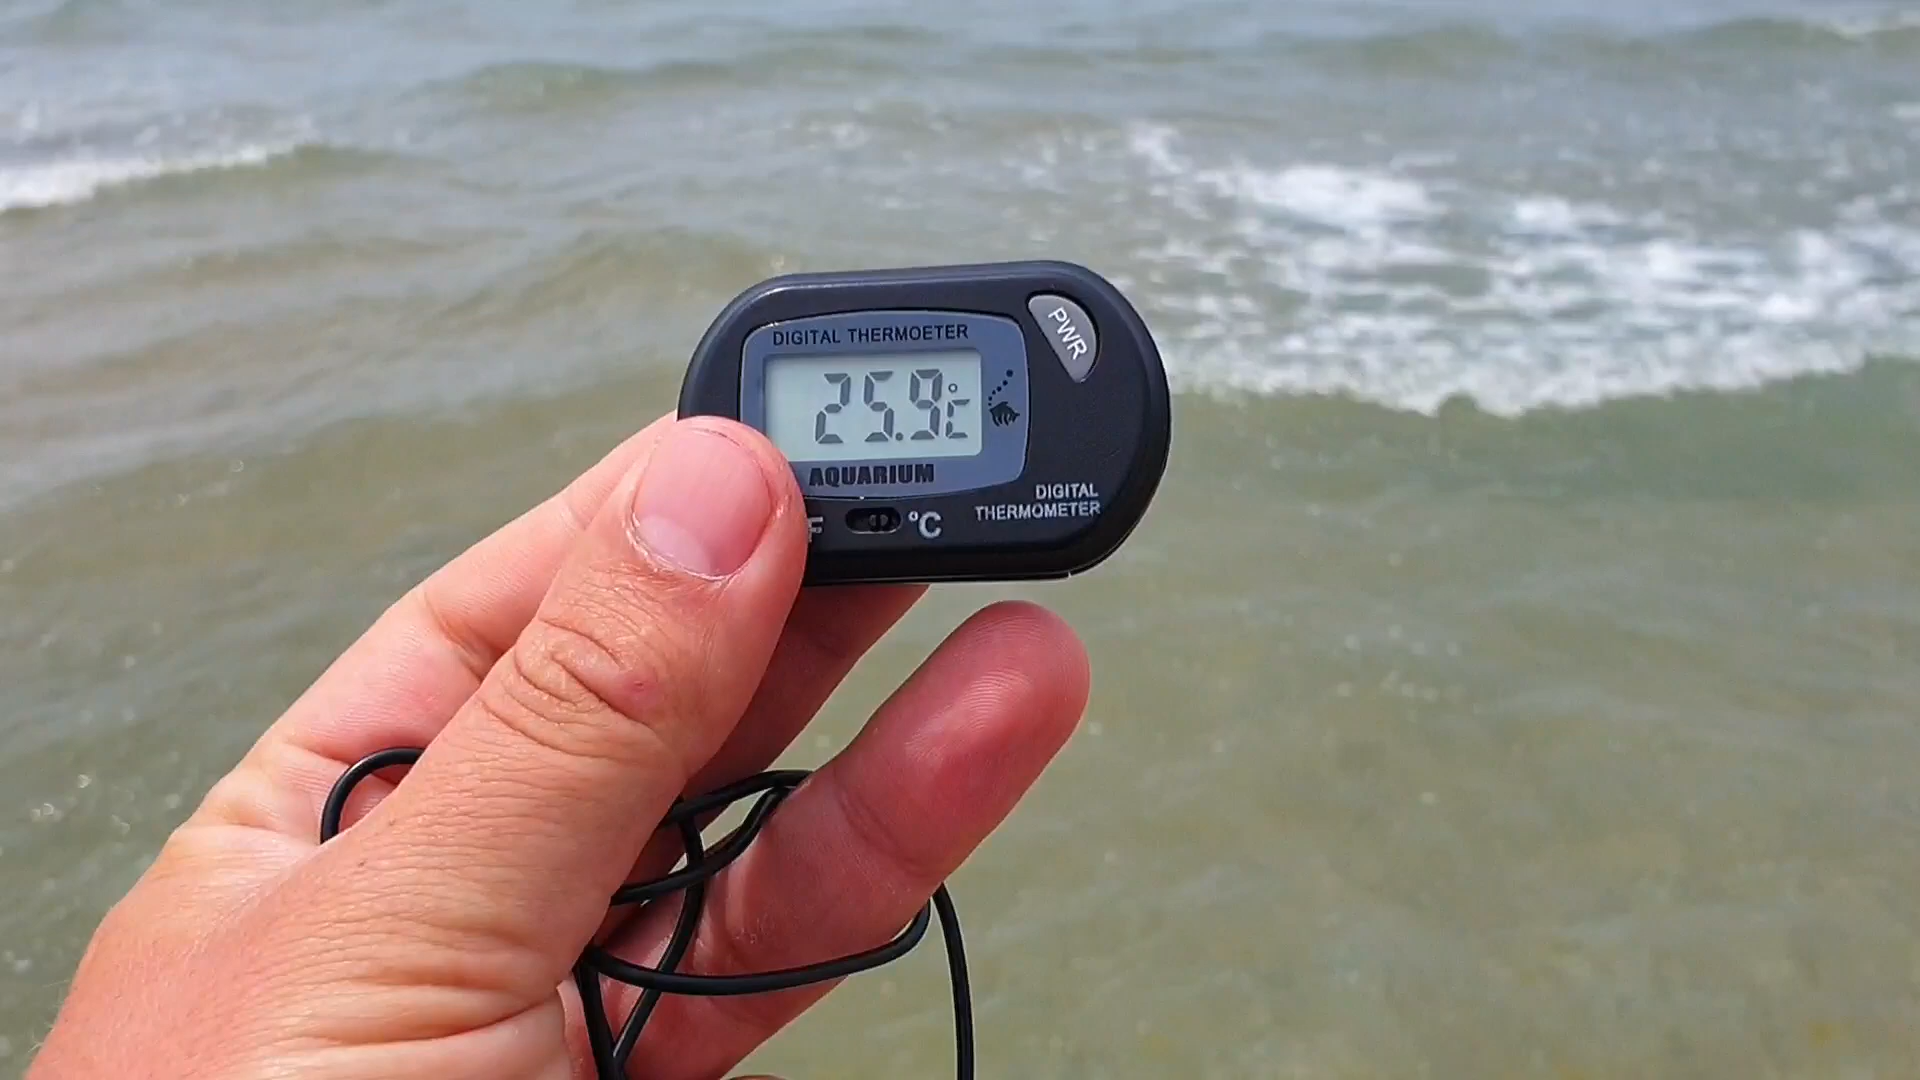 PWR
DIGITAL THERMOETER
25.9°C
AQUARIUM
DIGITAL
THERMOMETER
F °C